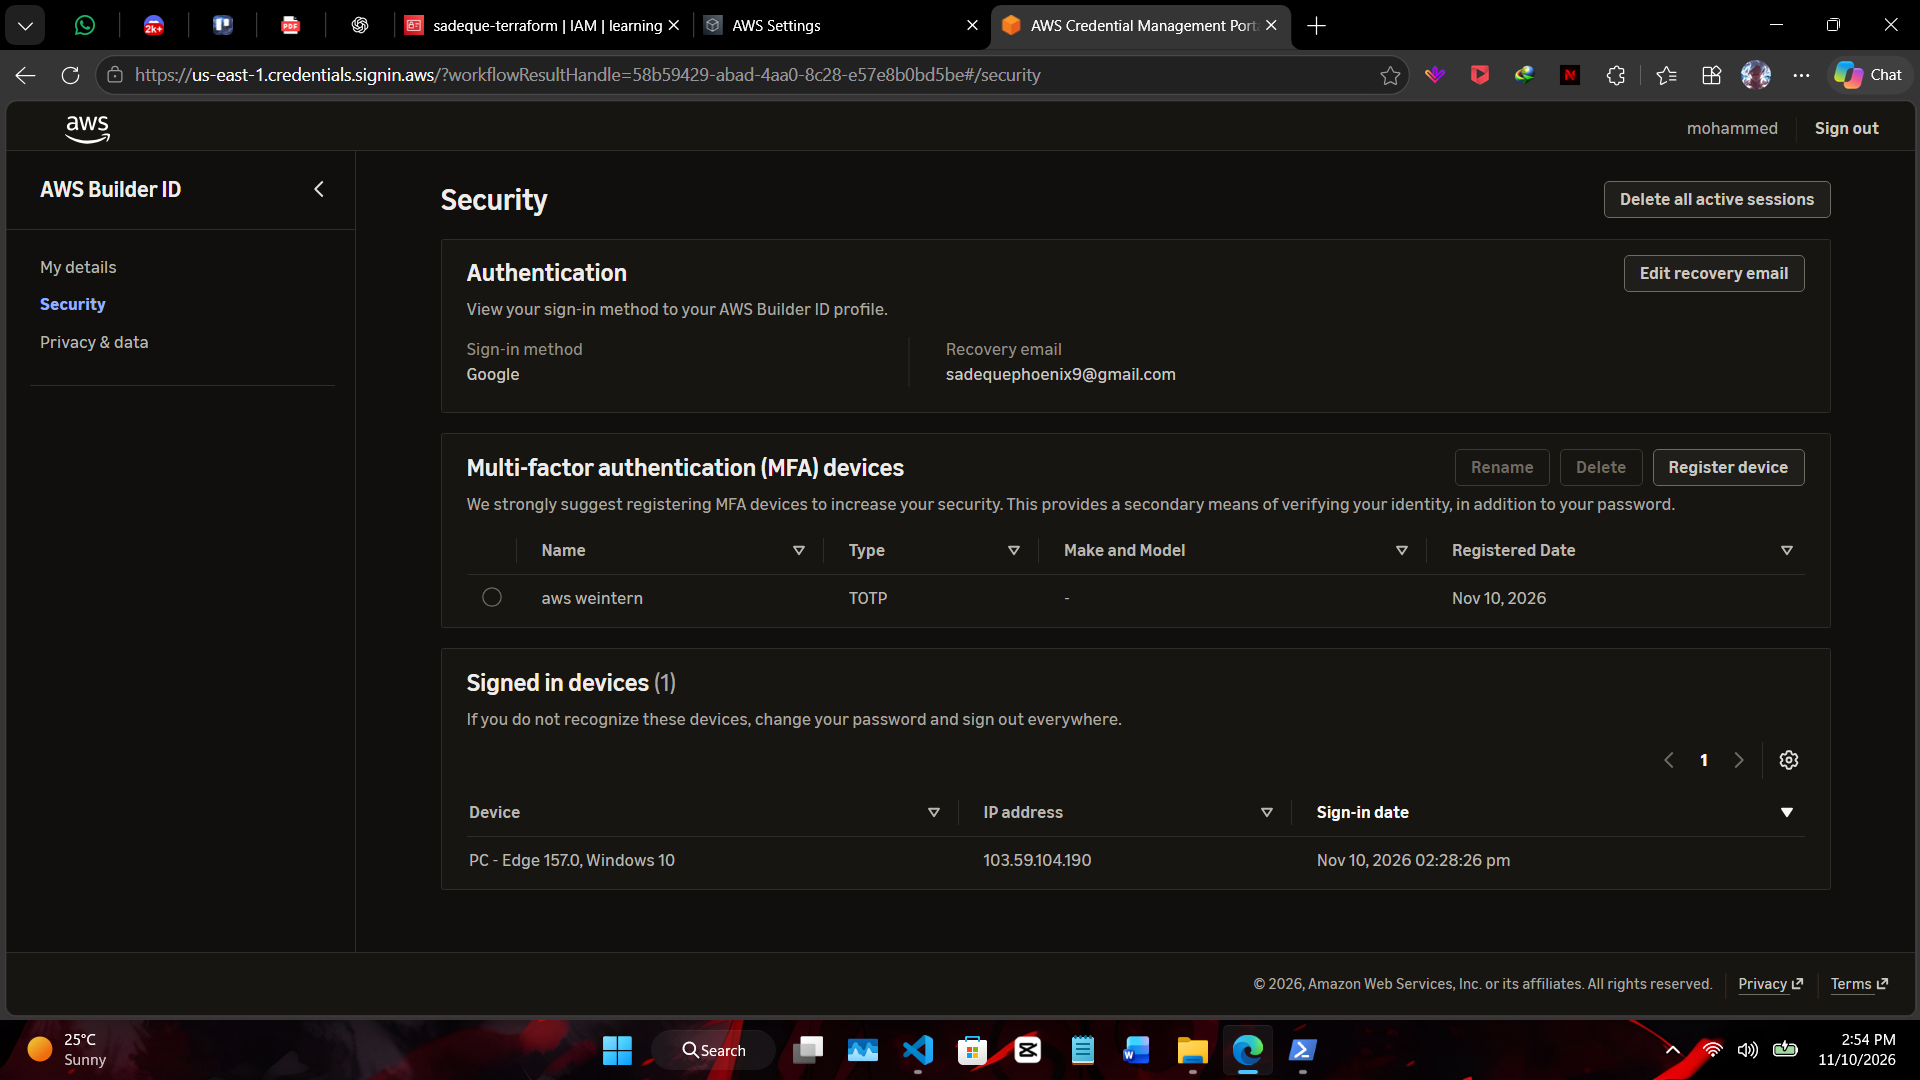 2k+
PDF
sadeque-terraform | IAM | learning
AWS Settings
AWS Credential Management Port
https://us-east-1.credentials.signin.aws/?workflowResultHandle=58b59429-abad-4aa0-8c28-e57e8b0bd5be#/security
N
Chat
aws
mohammed
Sign out
AWS Builder ID
My details
Security
Privacy & data
Security
Delete all active sessions
Authentication
Edit recovery email
View your sign-in method to your AWS Builder ID profile.
Sign-in method
Recovery email
Google
sadequephoenix9@gmail.com
Multi-factor authentication (MFA) devices
Rename
Delete
Register device
We strongly suggest registering MFA devices to increase your security. This provides a secondary means of verifying your identity, in addition to your password.
Name
Type
Make and Model
Registered Date
aws weintern
TOTP
-
Nov 10, 2026
Signed in devices (1)
If you do not recognize these devices, change your password and sign out everywhere.
1
Device
IP address
Sign-in date
PC - Edge 157.0, Windows 10
103.59.104.190
Nov 10, 2026 02:28:26 pm
© 2026, Amazon Web Services, Inc. or its affiliates. All rights reserved.
Privacy
Terms
25°C
Sunny
Search
W
2:54 PM
11/10/2026